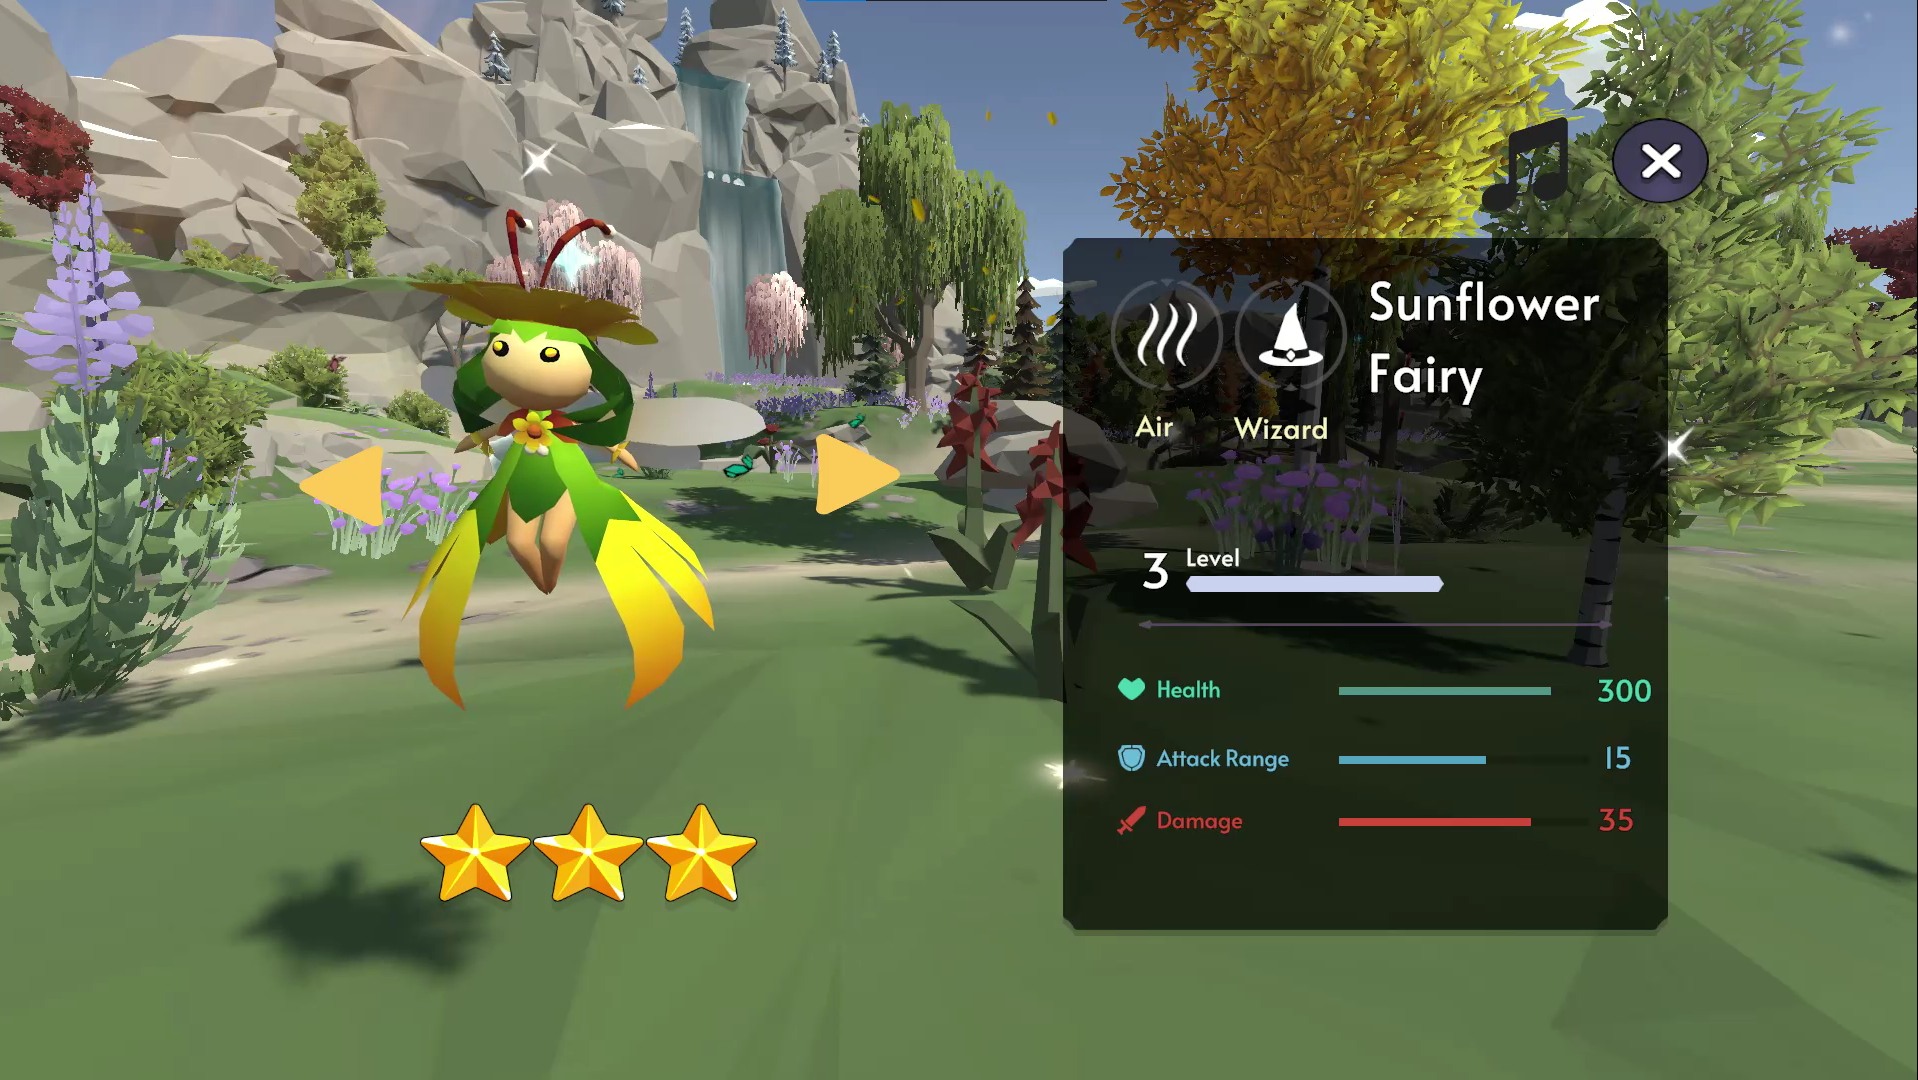 Sunflower
Fairy
Air
Wizard
3 Level
Health 300
Attack Range 15
Damage 35